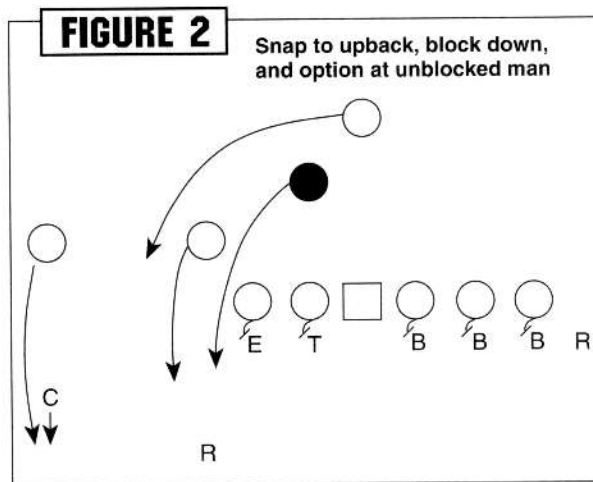 FIGURE 2
Snap to upback, block down,
and option at unblocked man
E T B B B R
C
R